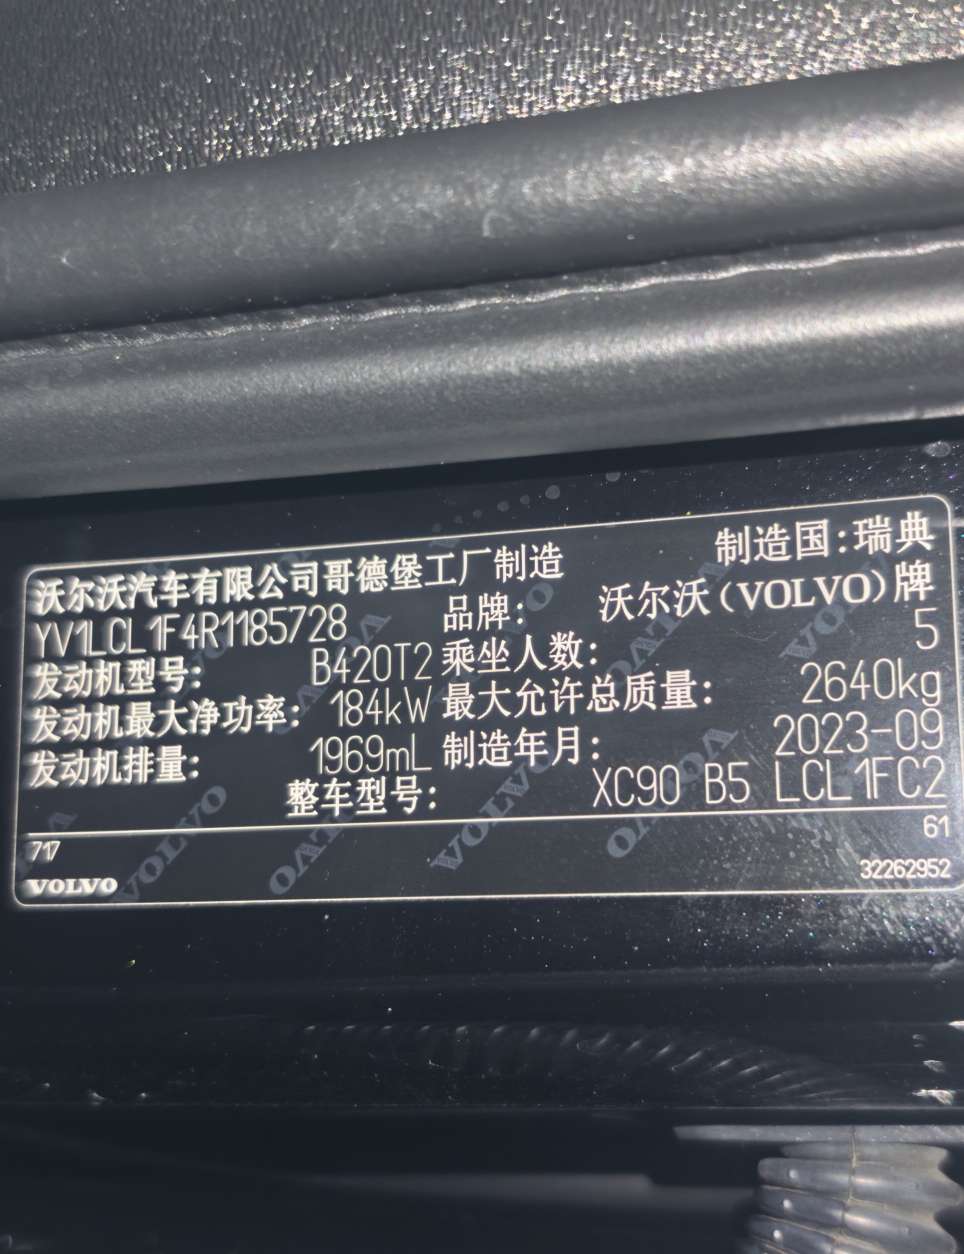 沃尔沃汽车有限公司哥德堡工厂制造 制造国:瑞典
YV1LCL1F4R1185728 品牌: 沃尔沃(VOLVO)牌
发动机型号: B420T2 乘坐人数: 5
发动机最大净功率: 184kW 最大允许总质量: 2640kg
发动机排量: 1969mL 制造年月: 2023-09
整车型号: XC90 B5 LCL1FC2
717 61
VOLVO 32262952